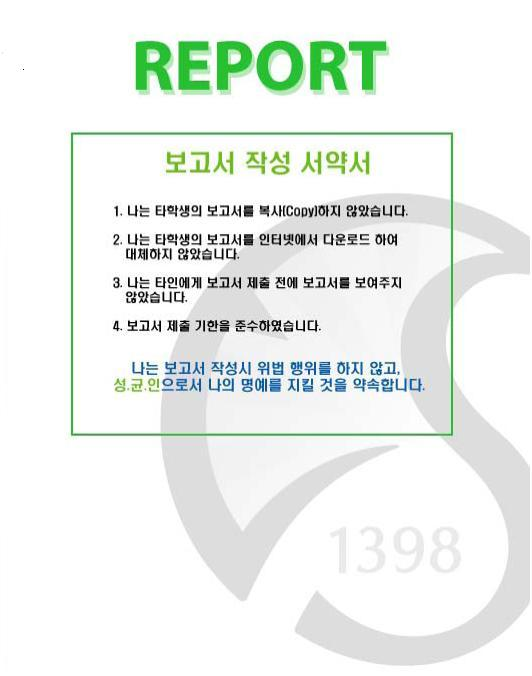 REPORT
보고서 작성 서약서
1. 나는 타학생의 보고서를 복사(Copy)하지 않았습니다.
2. 나는 타학생의 보고서를 인터넷에서 다운로드 하여
대체하지 않았습니다.
3. 나는 타인에게 보고서 제출 전에 보고서를 보여주지
않았습니다.
4. 보고서 제출 기한을 준수하였습니다.
나는 보고서 작성시 위법 행위를 하지 않고,
성.균.인으로서 나의 명예를 지킬 것을 약속합니다.
1398